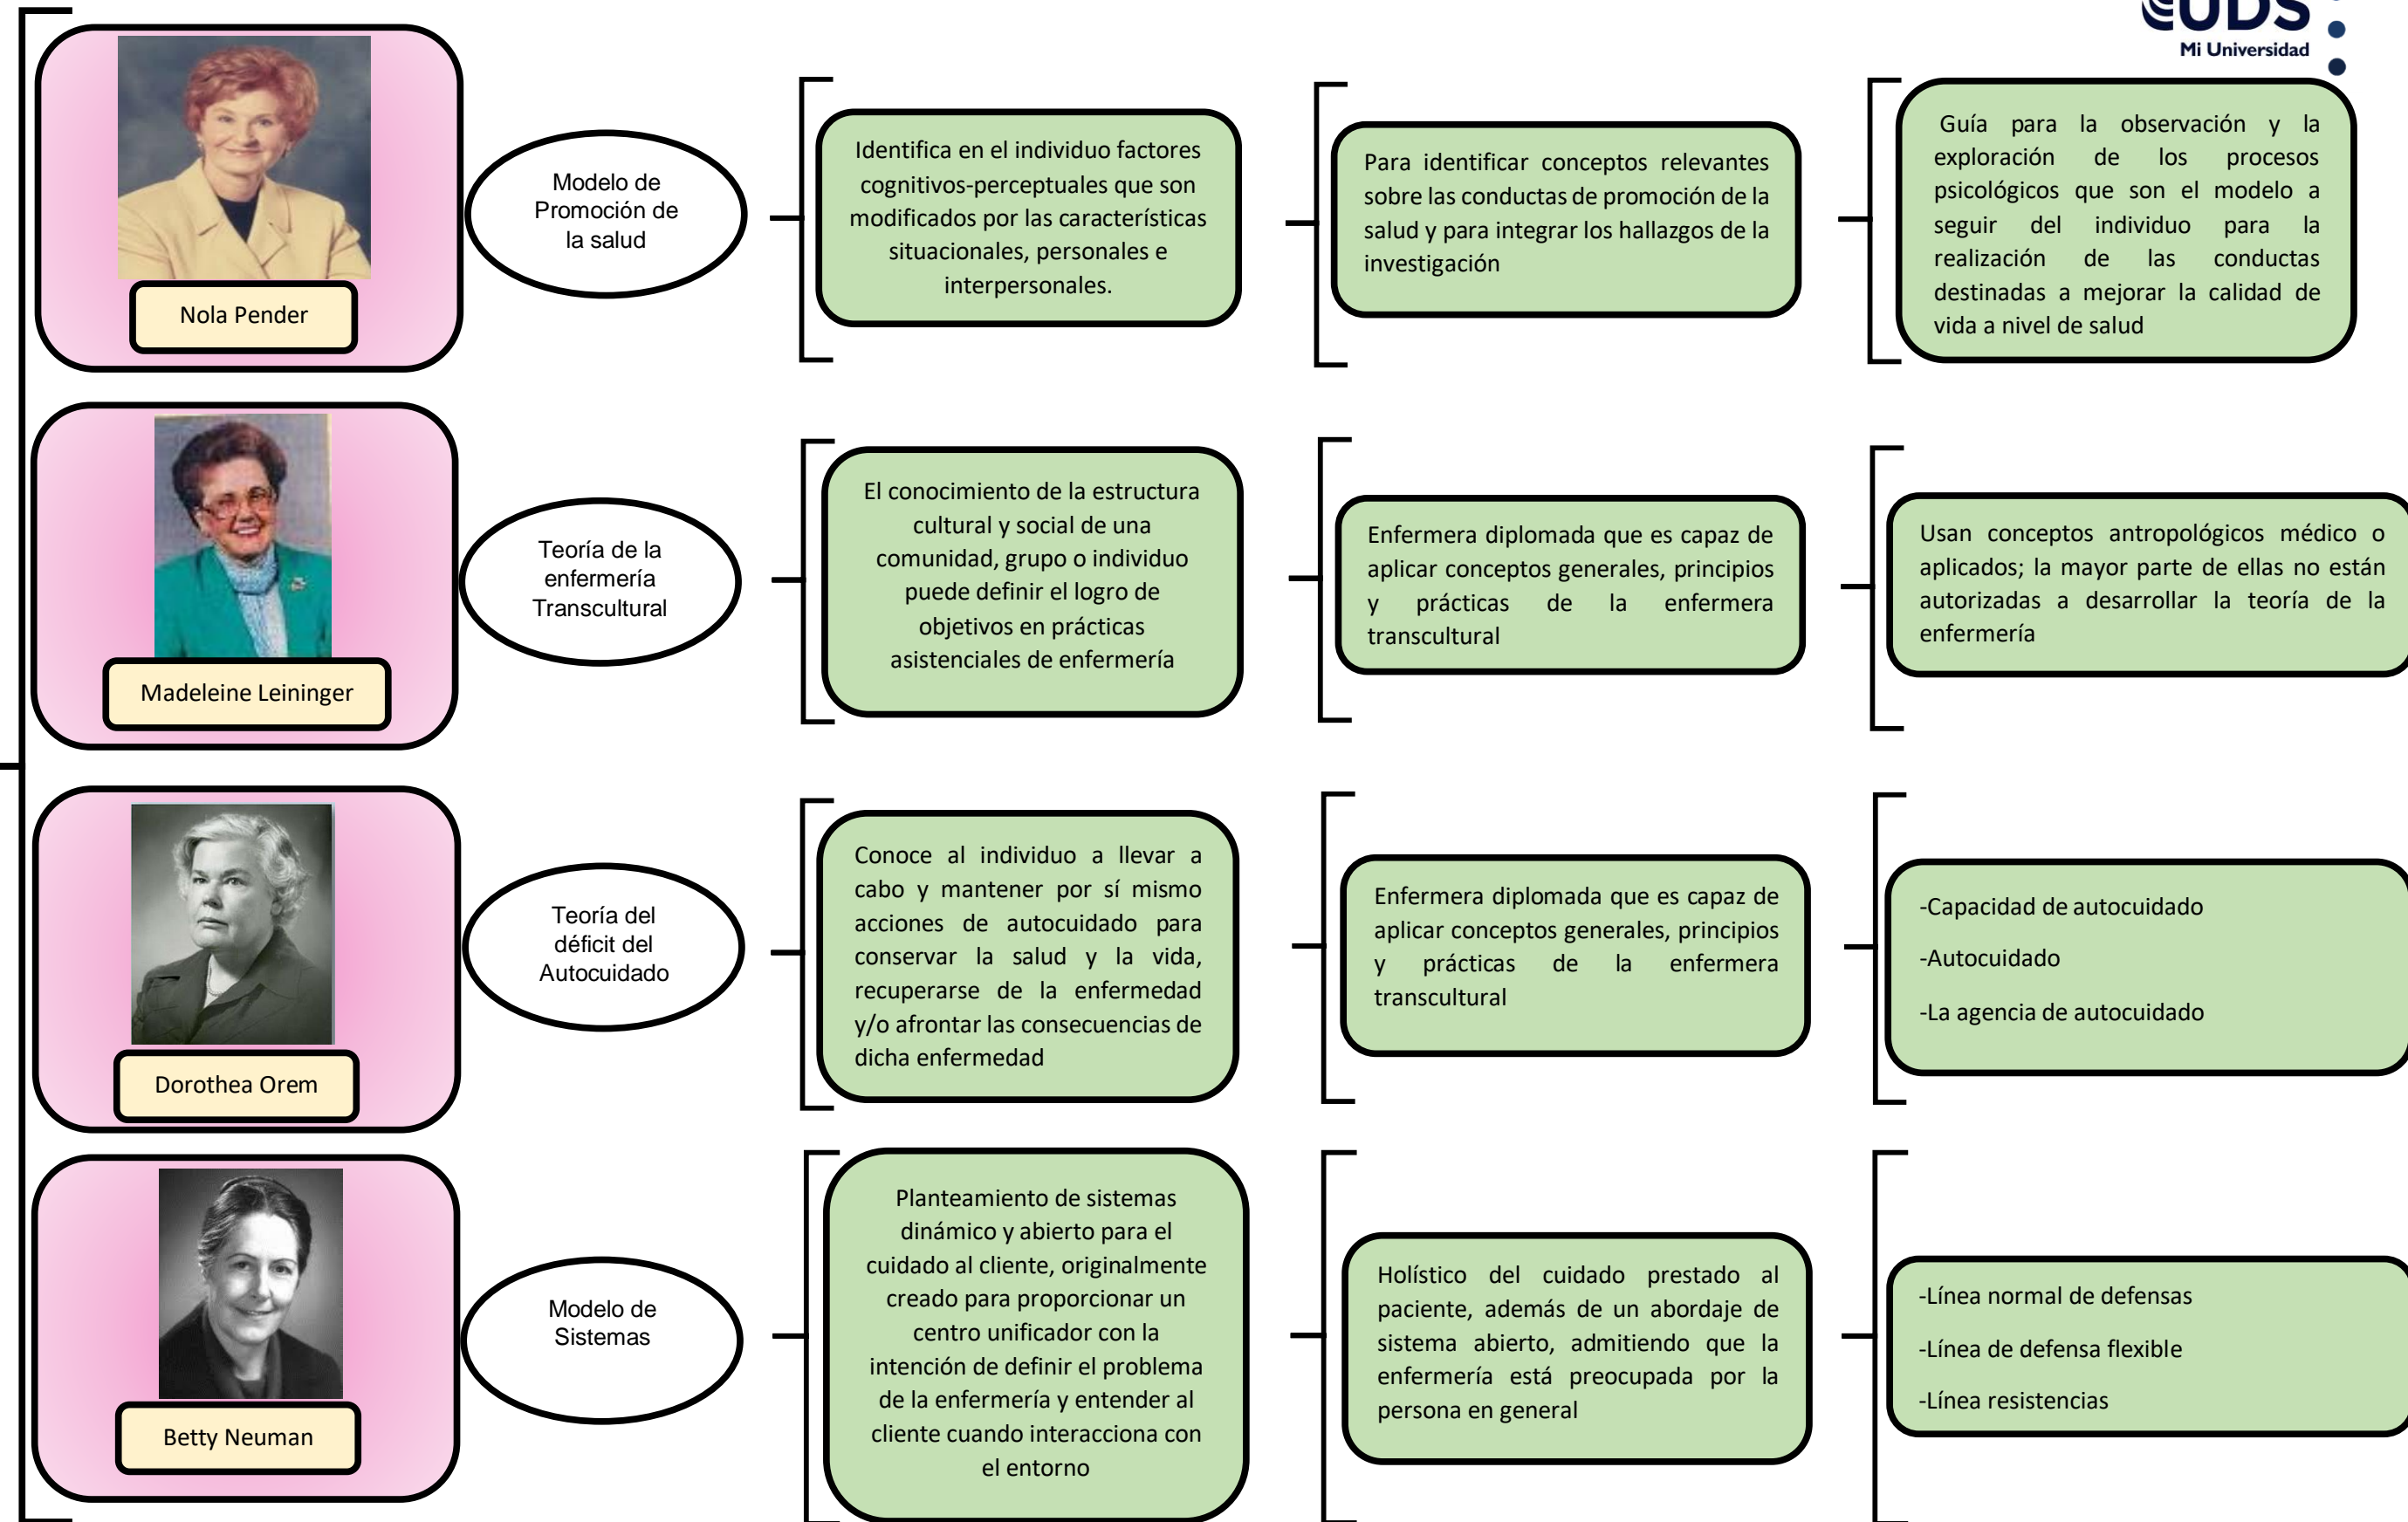 UDS
Mi Universidad
Nola Pender
Modelo de
Promoción de
la salud
Identifica en el individuo factores
cognitivos-perceptuales que son
modificados por las características
situacionales, personales e
interpersonales.
Para identificar conceptos relevantes
sobre las conductas de promoción de la
salud y para integrar los hallazgos de la
investigación
Guía para la observación y la
exploración de los procesos
psicológicos que son el modelo a
seguir del individuo para la
realización de las conductas
destinadas a mejorar la calidad de
vida a nivel de salud
Madeleine Leininger
Teoría de la
enfermería
Transcultural
El conocimiento de la estructura
cultural y social de una
comunidad, grupo o individuo
puede definir el logro de
objetivos en prácticas
asistenciales de enfermería
Enfermera diplomada que es capaz de
aplicar conceptos generales, principios
y prácticas de la enfermera
transcultural
Usan conceptos antropológicos médico o
aplicados; la mayor parte de ellas no están
autorizadas a desarrollar la teoría de la
enfermería
Dorothea Orem
Teoría del
déficit del
Autocuidado
Conoce al individuo a llevar a
cabo y mantener por sí mismo
acciones de autocuidado para
conservar la salud y la vida,
recuperarse de la enfermedad
y/o afrontar las consecuencias de
dicha enfermedad
Enfermera diplomada que es capaz de
aplicar conceptos generales, principios
y prácticas de la enfermera
transcultural
-Capacidad de autocuidado
-Autocuidado
-La agencia de autocuidado
Betty Neuman
Modelo de
Sistemas
Planteamiento de sistemas
dinámico y abierto para el
cuidado al cliente, originalmente
creado para proporcionar un
centro unificador con la
intención de definir el problema
de la enfermería y entender al
cliente cuando interacciona con
el entorno
Holístico del cuidado prestado al
paciente, además de un abordaje de
sistema abierto, admitiendo que la
enfermería está preocupada por la
persona en general
-Línea normal de defensas
-Línea de defensa flexible
-Línea resistencias